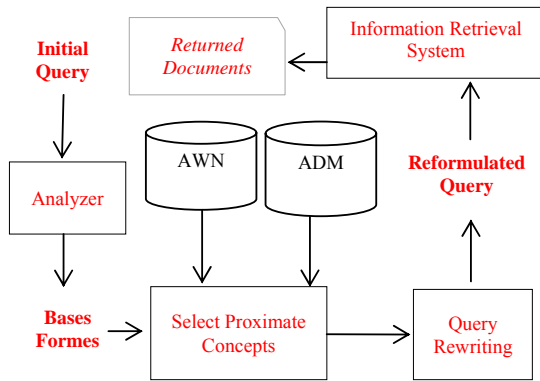 Initial
Query
Returned
Documents
Information Retrieval
System
AWN
ADM
Analyzer
Reformulated
Query
Bases
Formes
Select Proximate
Concepts
Query
Rewriting